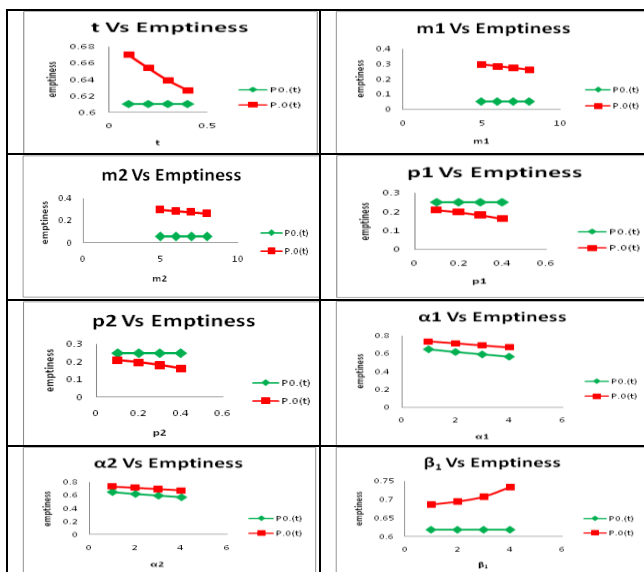 t Vs Emptiness
0.68
0.66
0.64
0.62
0.6
0
0.5
emptiness
t
P0.(t)
P.0(t)
m1 Vs Emptiness
0.4
0.3
0.2
0.1
0
0
5
10
emptiness
m1
P0.(t)
P.0(t)
m2 Vs Emptiness
0.4
0.2
0
0
5
10
emptiness
m2
P0.(t)
P.0(t)
p1 Vs Emptiness
0.3
0.2
0.1
0
0
0.2
0.4
0.6
emptiness
p1
P0.(t)
P.0(t)
p2 Vs Emptiness
0.3
0.2
0.1
0
0
0.2
0.4
0.6
emptiness
p2
P0.(t)
P.0(t)
α1 Vs Emptiness
0.8
0.6
0.4
0.2
0
0
2
4
6
emptiness
α1
P0.(t)
P.0(t)
α2 Vs Emptiness
0.8
0.6
0.4
0.2
0
0
2
4
6
emptiness
α2
P0.(t)
P.0(t)
β₁ Vs Emptiness
0.75
0.7
0.65
0.6
0
2
4
6
emptiness
β₁
P0.(t)
P.0(t)